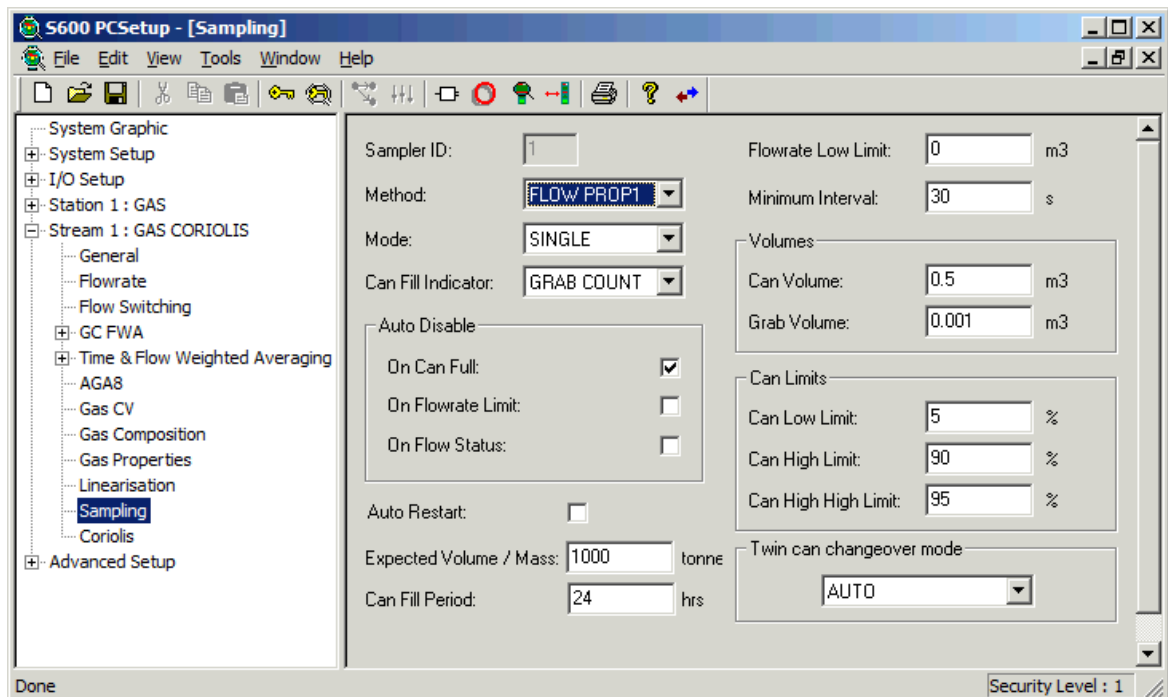 S600 PCSetup - [Sampling]
File Edit View Tools Window Help
System Graphic
System Setup
I/O Setup
Station 1 : GAS
Stream 1 : GAS CORIOLIS
General
Flowrate
Flow Switching
GC FWA
Time & Flow Weighted Averaging
AGA8
Gas CV
Gas Composition
Gas Properties
Linearisation
Sampling
Coriolis
Advanced Setup
Sampler ID: 1
Method: FLOW PROP1
Mode: SINGLE
Can Fill Indicator: GRAB COUNT
Auto Disable
On Can Full:
On Flowrate Limit:
On Flow Status:
Auto Restart:
Expected Volume / Mass: 1000 tonne
Can Fill Period: 24 hrs
Flowrate Low Limit: 0 m3
Minimum Interval: 30 s
Volumes
Can Volume: 0.5 m3
Grab Volume: 0.001 m3
Can Limits
Can Low Limit: 5 %
Can High Limit: 90 %
Can High High Limit: 95 %
Twin can changeover mode
AUTO
Done
Security Level : 1